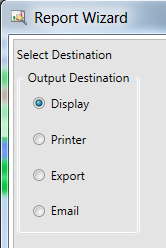 Report Wizard
Select Destination
Output Destination
Display
Printer
Export
Email